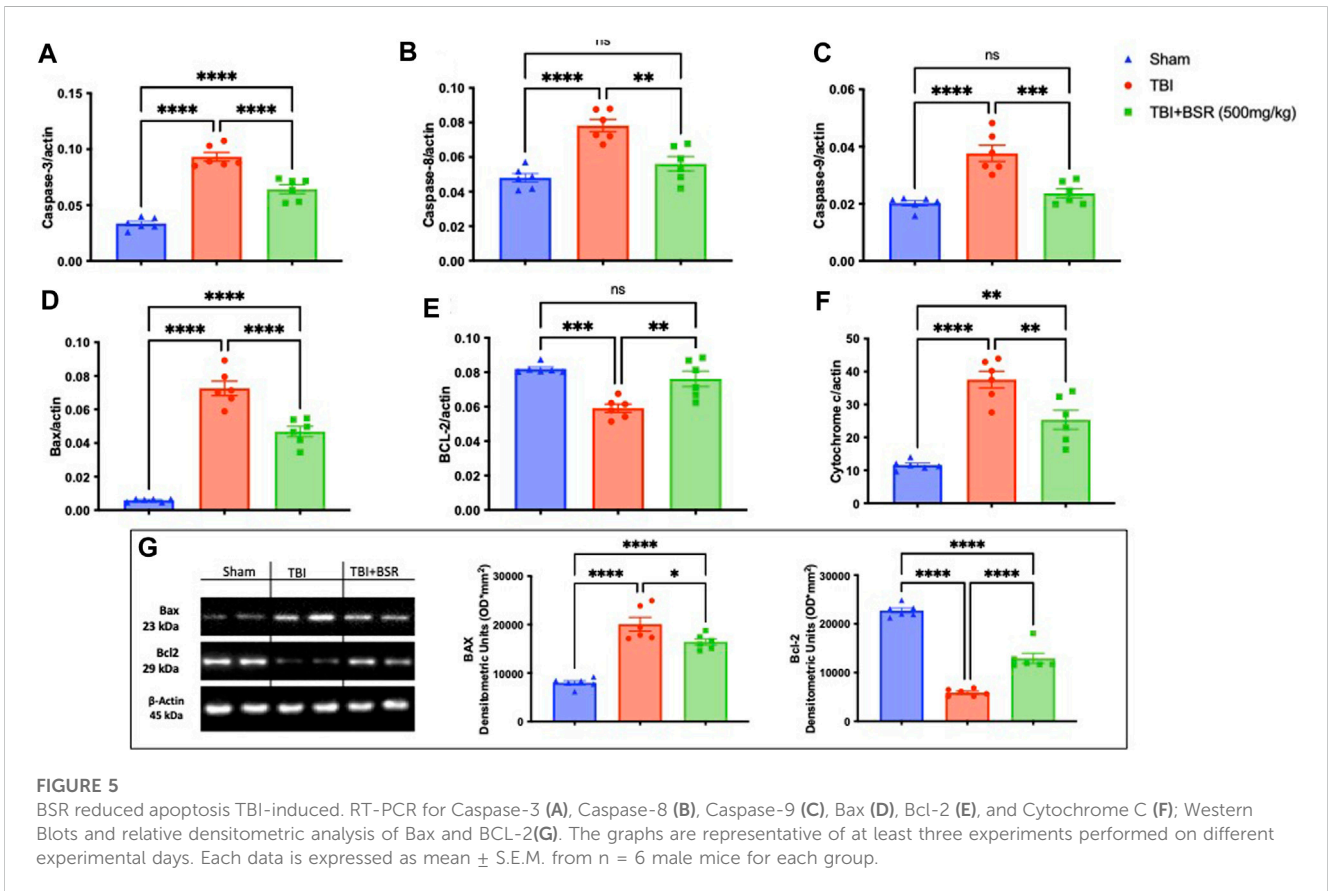 A
****
****
****
0.15
0.10
0.05
0.00
Caspase-3/actin
B
ns
****
**
0.10
0.08
0.06
0.04
0.02
0.00
Caspase-8/actin
C
ns
****
***
0.06
0.04
0.02
0.00
Caspase-9/actin
Sham
TBI
TBI+BSR (500mg/kg)
D
****
****
****
0.10
0.08
0.06
0.04
0.02
0.00
Bax/actin
E
ns
***
**
0.10
0.08
0.06
0.04
0.02
0.00
BCL-2/actin
F
**
****
**
50
40
30
20
10
0
Cytochrome c/actin
G
Sham
TBI
TBI+BSR
Bax
23 kDa
Bcl2
29 kDa
β-Actin
45 kDa
****
****
*
30000
20000
10000
0
BAX
Densitometric Units (OD*mm²)
****
****
****
30000
20000
10000
0
Bcl-2
Densitometric Units (OD*mm²)
FIGURE 5
BSR reduced apoptosis TBI-induced. RT-PCR for Caspase-3 (A), Caspase-8 (B), Caspase-9 (C), Bax (D), Bcl-2 (E), and Cytochrome C (F); Western
Blots and relative densitometric analysis of Bax and BCL-2(G). The graphs are representative of at least three experiments performed on different
experimental days. Each data is expressed as mean ± S.E.M. from n = 6 male mice for each group.